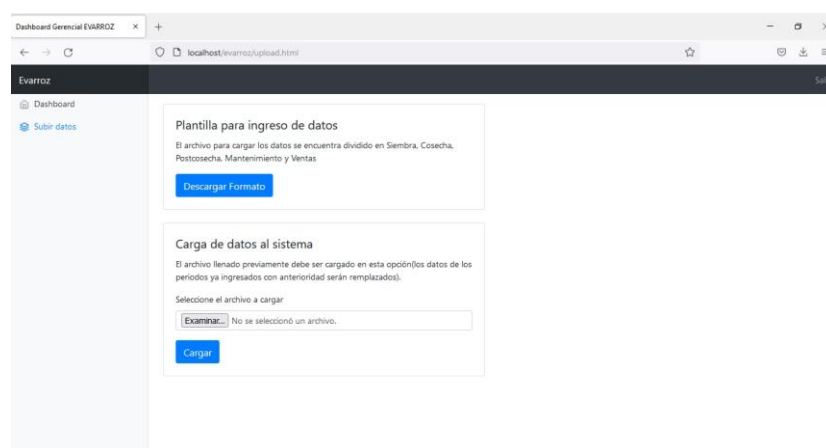 Dashboard Gerencial EVARROZ
localhost/evarroz/upload.html
Evarroz
Dashboard
Subir datos
Plantilla para ingreso de datos
El archivo para cargar los datos se encuentra dividido en Siembra, Cosecha,
Postcosecha, Mantenimiento y Ventas
Descargar Formato
Carga de datos al sistema
El archivo llenado previamente debe ser cargado en esta opción(los datos de los
periodos ya ingresados con anterioridad serán remplazados).
Seleccione el archivo a cargar
Examinar... No se seleccionó un archivo.
Cargar